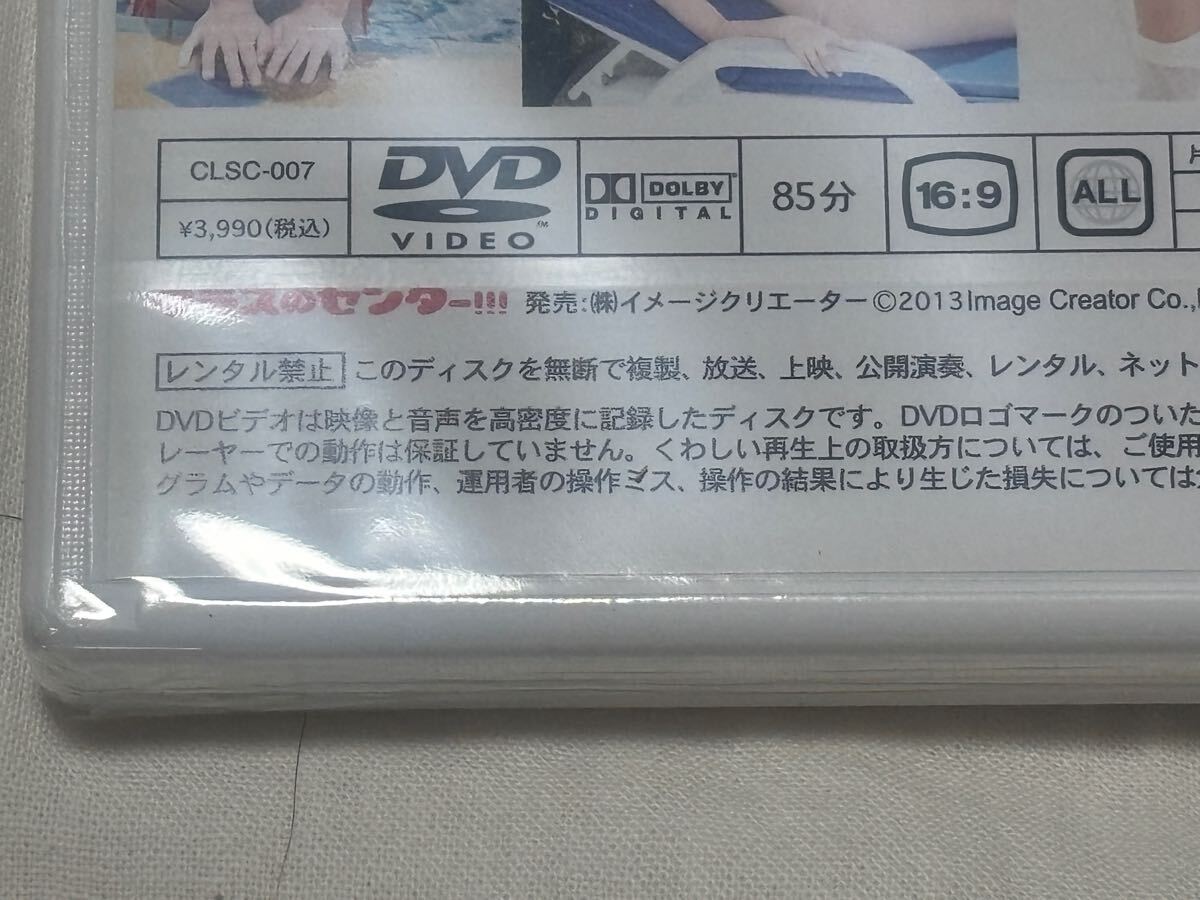 CLSC-007
¥3,990(税込)
DVD
VIDEO
DOLBY
DIGITAL
85分
16:9
ALL
スのセンター!!! 発売:㈱イメージクリエーター©2013 Image Creator Co.,
レンタル禁止 このディスクを無断で複製、放送、上映、公開演奏、レンタル、ネット
DVDビデオは映像と音声を高密度に記録したディスクです。DVDロゴマークのついた
レーヤーでの動作は保証していません。くわしい再生上の取扱方については、ご使用
グラムやデータの動作、運用者の操作ミス、操作の結果により生じた損失については